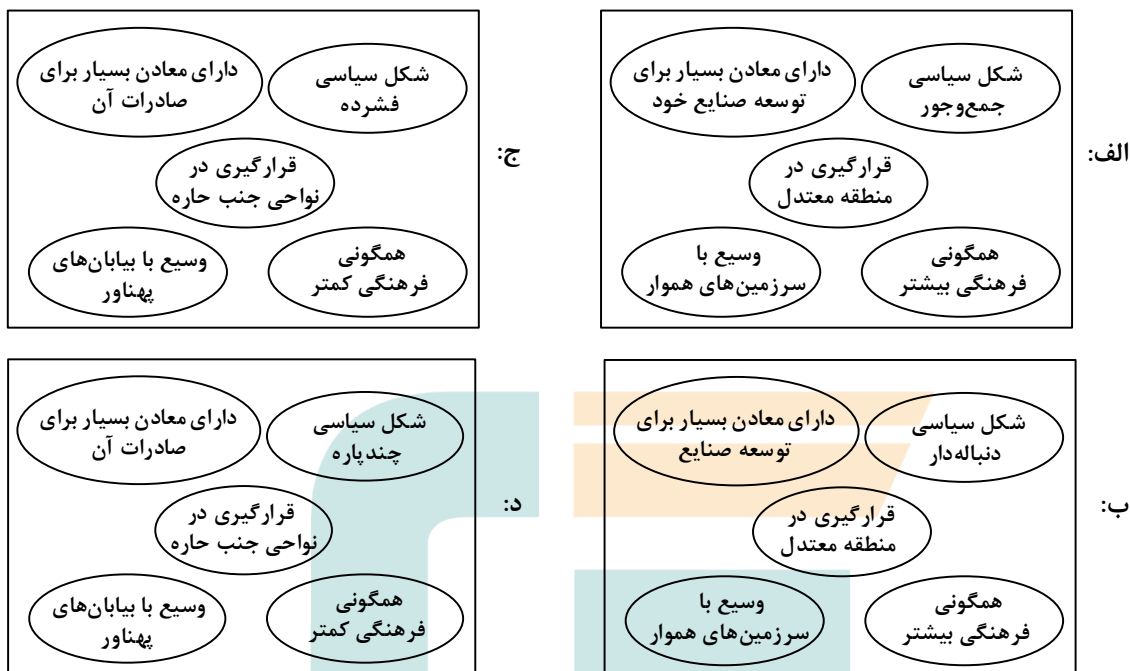 الف:
شکل سیاسی
جمع‌وجور
دارای معادن بسیار برای
توسعه صنایع خود
قرارگیری در
منطقه معتدل
همگونی
فرهنگی بیشتر
وسیع با
سرزمین‌های هموار
ج:
شکل سیاسی
فشرده
دارای معادن بسیار برای
صادرات آن
قرارگیری در
نواحی جنب حاره
همگونی
فرهنگی کمتر
وسیع با بیابان‌های
پهناور
ب:
شکل سیاسی
دنباله‌دار
دارای معادن بسیار برای
توسعه صنایع
قرارگیری در
منطقه معتدل
همگونی
فرهنگی بیشتر
وسیع با
سرزمین‌های هموار
د:
شکل سیاسی
چندپاره
دارای معادن بسیار برای
صادرات آن
قرارگیری در
نواحی جنب حاره
همگونی
فرهنگی کمتر
وسیع با بیابان‌های
پهناور